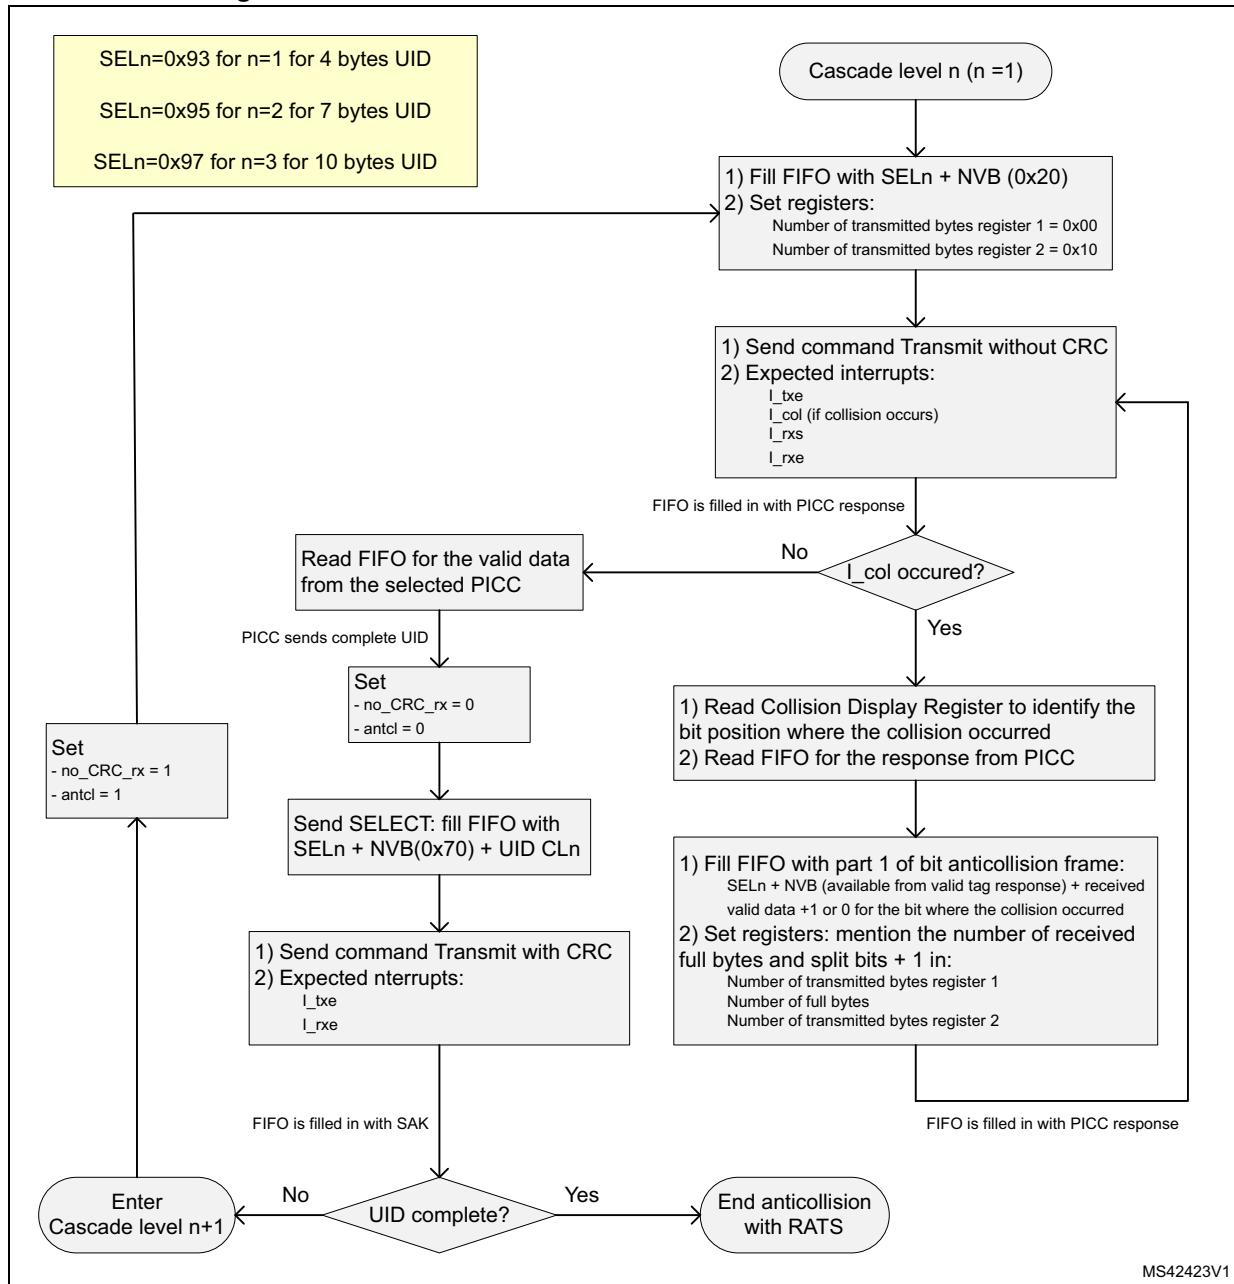 SELn=0x93 for n=1 for 4 bytes UID
SELn=0x95 for n=2 for 7 bytes UID
SELn=0x97 for n=3 for 10 bytes UID
Cascade level n (n =1)
1) Fill FIFO with SELn + NVB (0x20)
2) Set registers:
Number of transmitted bytes register 1 = 0x00
Number of transmitted bytes register 2 = 0x10
1) Send command Transmit without CRC
2) Expected interrupts:
I_txe
I_col (if collision occurs)
I_rxs
I_rxe
FIFO is filled in with PICC response
I_col occured?
No
Yes
Read FIFO for the valid data
from the selected PICC
PICC sends complete UID
Set
- no_CRC_rx = 0
- antcl = 0
Send SELECT: fill FIFO with
SELn + NVB(0x70) + UID CLn
1) Send command Transmit with CRC
2) Expected nterrupts:
I_txe
I_rxe
FIFO is filled in with SAK
1) Read Collision Display Register to identify the
bit position where the collision occurred
2) Read FIFO for the response from PICC
1) Fill FIFO with part 1 of bit anticollision frame:
SELn + NVB (available from valid tag response) + received
valid data +1 or 0 for the bit where the collision occurred
2) Set registers: mention the number of received
full bytes and split bits + 1 in:
Number of transmitted bytes register 1
Number of full bytes
Number of transmitted bytes register 2
FIFO is filled in with PICC response
Set
- no_CRC_rx = 1
- antcl = 1
Enter
Cascade level n+1
No
UID complete?
Yes
End anticollision
with RATS
MS42423V1